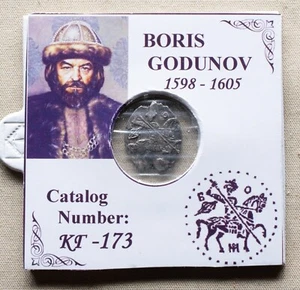 BORIS
GODUNOV
1598 - 1605
Catalog
Number:
КГ -173
Б О